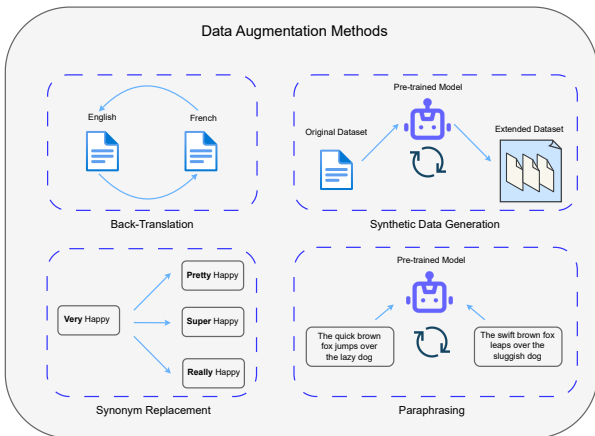 Data Augmentation Methods
English
French
Back-Translation
Pre-trained Model
Original Dataset
Extended Dataset
Synthetic Data Generation
Very Happy
Pretty Happy
Super Happy
Really Happy
Synonym Replacement
Pre-trained Model
The quick brown
fox jumps over
the lazy dog
The swift brown fox
leaps over the
sluggish dog
Paraphrasing